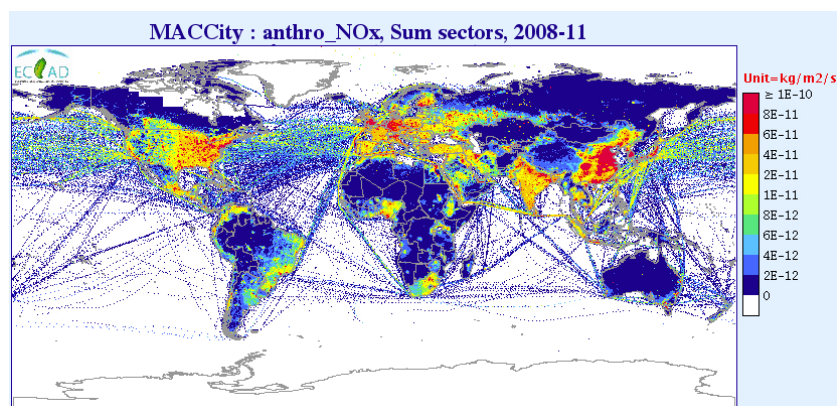 MACCity : anthro_NOx, Sum sectors, 2008-11
ECCAD
Unit=kg/m2/s
≥ 1E-10
8E-11
6E-11
4E-11
2E-11
1E-11
8E-12
6E-12
4E-12
2E-12
0